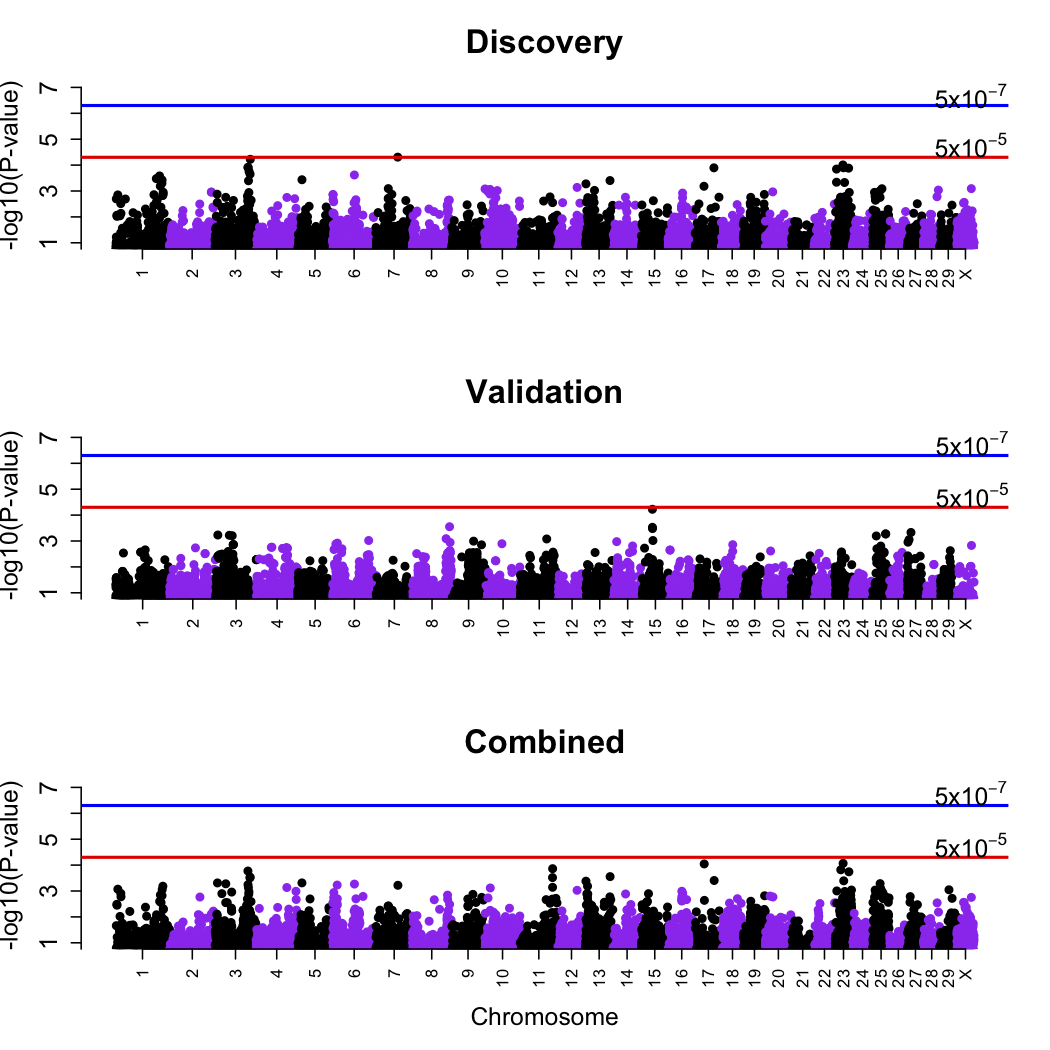 Discovery
-log10(P-value)
7
5
3
1
5x10⁻⁷
5x10⁻⁵
1 2 3 4 5 6 7 8 9 10 11 12 13 14 15 16 17 18 19 20 21 22 23 24 25 26 27 28 29 X
Validation
-log10(P-value)
7
5
3
1
5x10⁻⁷
5x10⁻⁵
1 2 3 4 5 6 7 8 9 10 11 12 13 14 15 16 17 18 19 20 21 22 23 24 25 26 27 28 29 X
Combined
-log10(P-value)
7
5
3
1
5x10⁻⁷
5x10⁻⁵
1 2 3 4 5 6 7 8 9 10 11 12 13 14 15 16 17 18 19 20 21 22 23 24 25 26 27 28 29 X
Chromosome